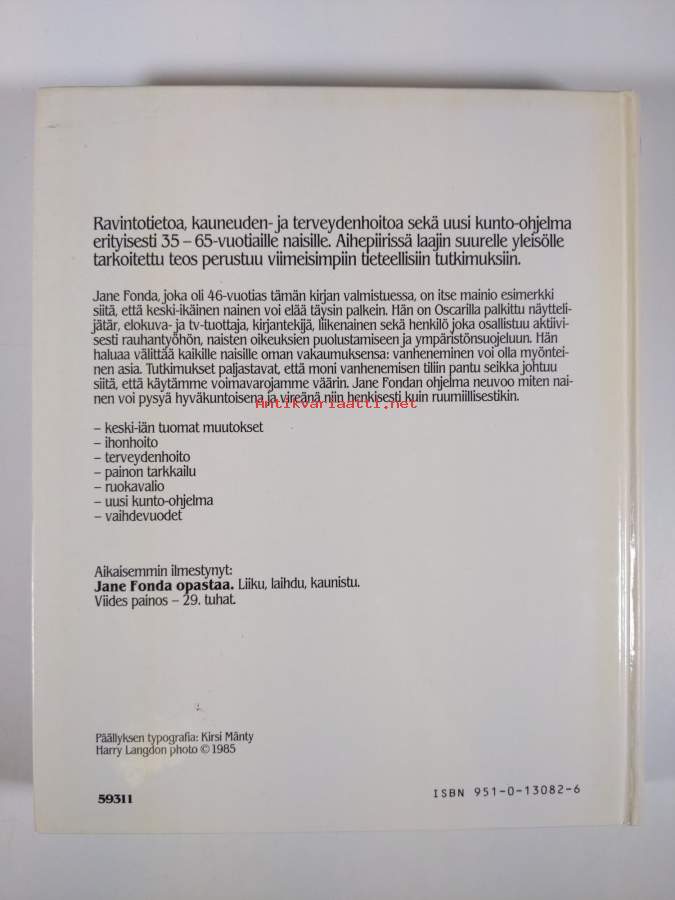 Ravintotietoa, kauneuden- ja terveydenhoitoa sekä uusi kunto-ohjelma
erityisesti 35 – 65-vuotiaille naisille. Aihepiirissä laajin suurelle yleisölle
tarkoitettu teos perustuu viimeisimpiin tieteellisiin tutkimuksiin.
Jane Fonda, joka oli 46-vuotias tämän kirjan valmistuessa, on itse mainio esimerkki
siitä, että keski-ikäinen nainen voi elää täysin palkein. Hän on Oscarilla palkittu näytteli-
jätär, elokuva- ja tv-tuottaja, kirjantekijä, liikenainen sekä henkilö joka osallistuu aktiivi-
sesti rauhantyöhön, naisten oikeuksien puolustamiseen ja ympäristönsuojeluun. Hän
haluaa välittää kaikille naisille oman vakaumuksensa: vanheneminen voi olla myöntei-
nen asia. Tutkimukset paljastavat, että moni vanhenemisen tiliin pantu seikka johtuu
siitä, että käytämme voimavarojamme väärin. Jane Fondan ohjelma neuvoo miten nai-
nen voi pysyä hyväkuntoisena ja vireänä niin henkisesti kuin ruumiillisestikin.
Antikvariaatti.net
– keski-iän tuomat muutokset
– ihonhoito
– terveydenhoito
– painon tarkkailu
– ruokavalio
– uusi kunto-ohjelma
– vaihdevuodet
Aikaisemmin ilmestynyt:
Jane Fonda opastaa. Liiku, laihdu, kaunistu.
Viides painos – 29. tuhat.
Päällyksen typografia: Kirsi Mänty
Harry Langdon photo © 1985
59311
ISBN 951-0-13082-6